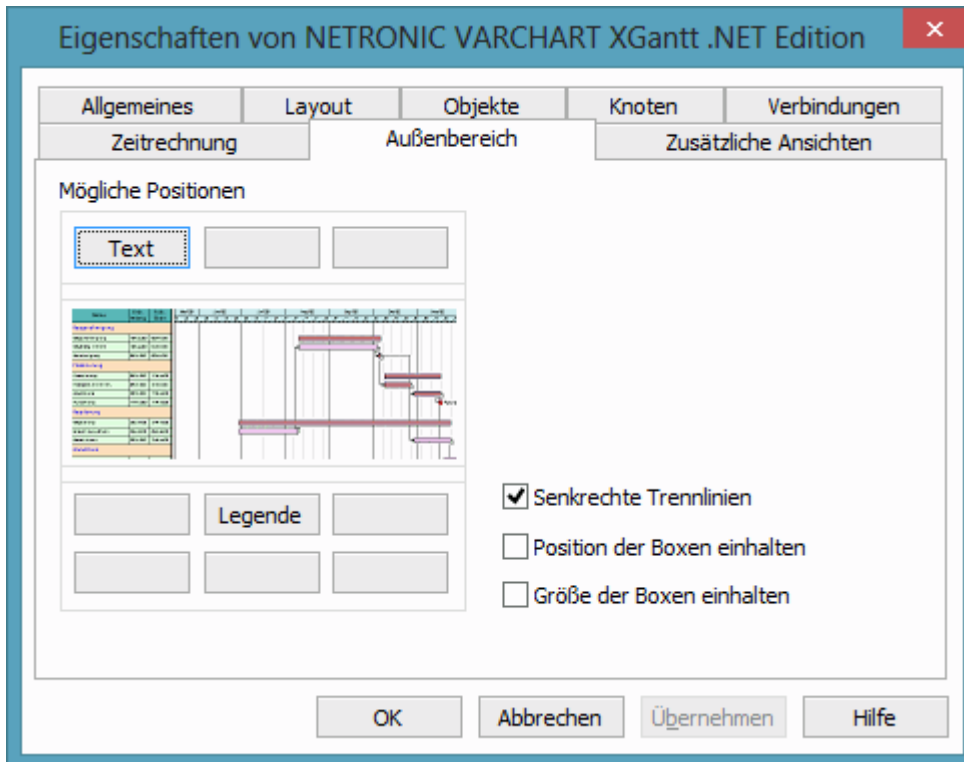 Eigenschaften von NETRONIC VARCHART XGantt .NET Edition
Allgemeines Layout Objekte Knoten Verbindungen
Zeitrechnung Außenbereich Zusätzliche Ansichten
Mögliche Positionen
Text
Legende
Senkrechte Trennlinien
Position der Boxen einhalten
Größe der Boxen einhalten
OK Abbrechen Übernehmen Hilfe